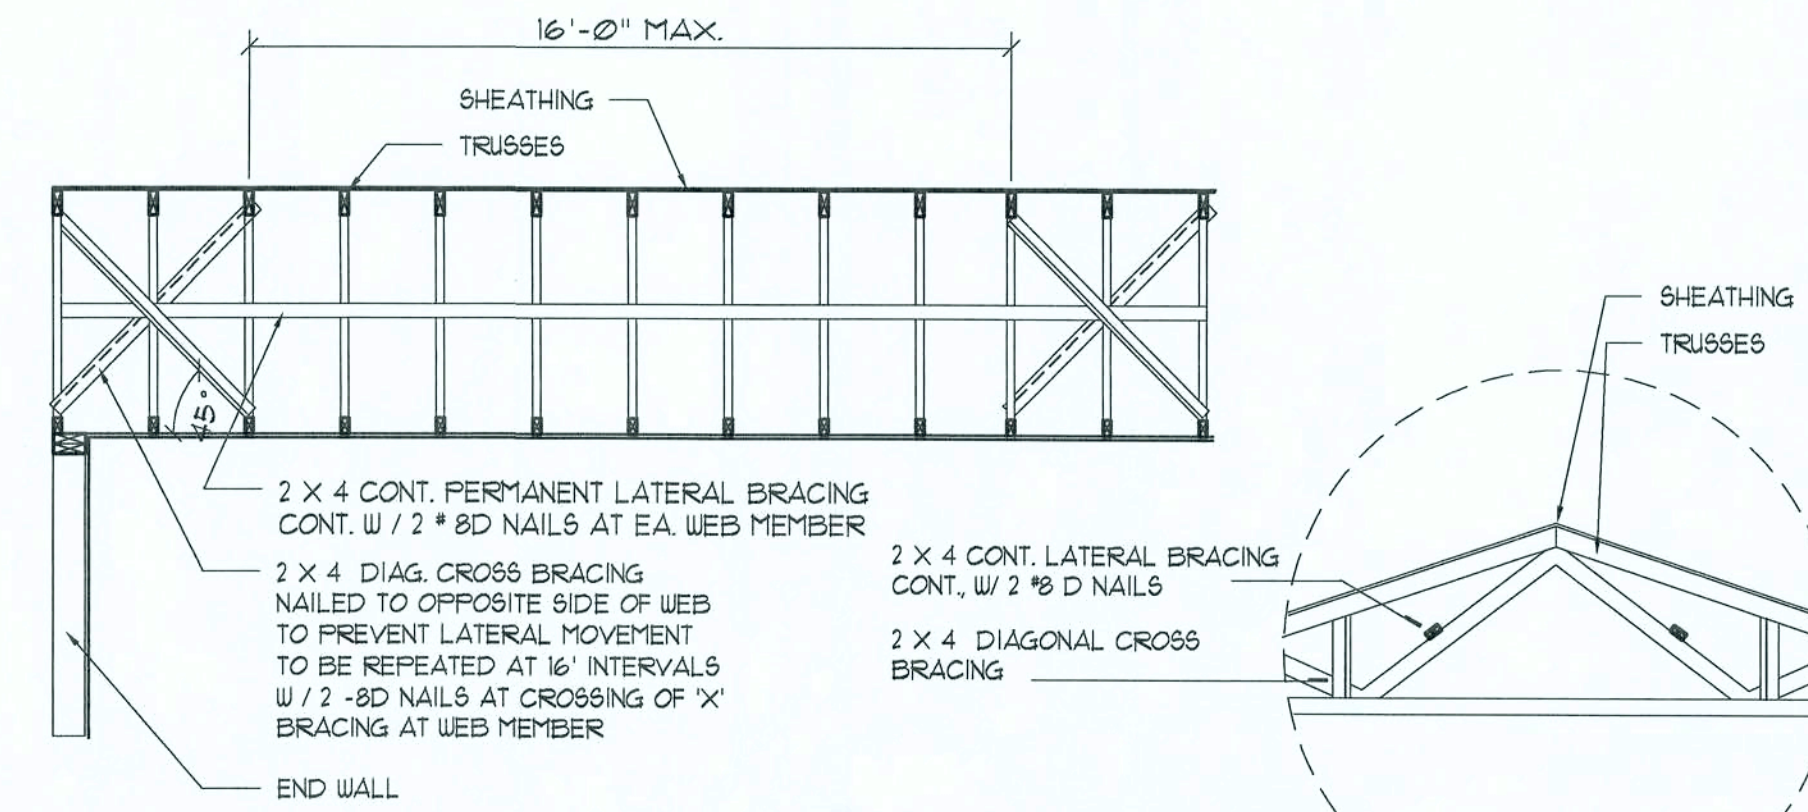 16'-0" MAX.
SHEATHING
TRUSSES
45°
2 X 4 CONT. PERMANENT LATERAL BRACING
CONT. W / 2 # 8D NAILS AT EA. WEB MEMBER
2 X 4 DIAG. CROSS BRACING
NAILED TO OPPOSITE SIDE OF WEB
TO PREVENT LATERAL MOVEMENT
TO BE REPEATED AT 16' INTERVALS
W / 2 -8D NAILS AT CROSSING OF 'X'
BRACING AT WEB MEMBER
END WALL
SHEATHING
TRUSSES
2 X 4 CONT. LATERAL BRACING
CONT., W/ 2 #8 D NAILS
2 X 4 DIAGONAL CROSS
BRACING